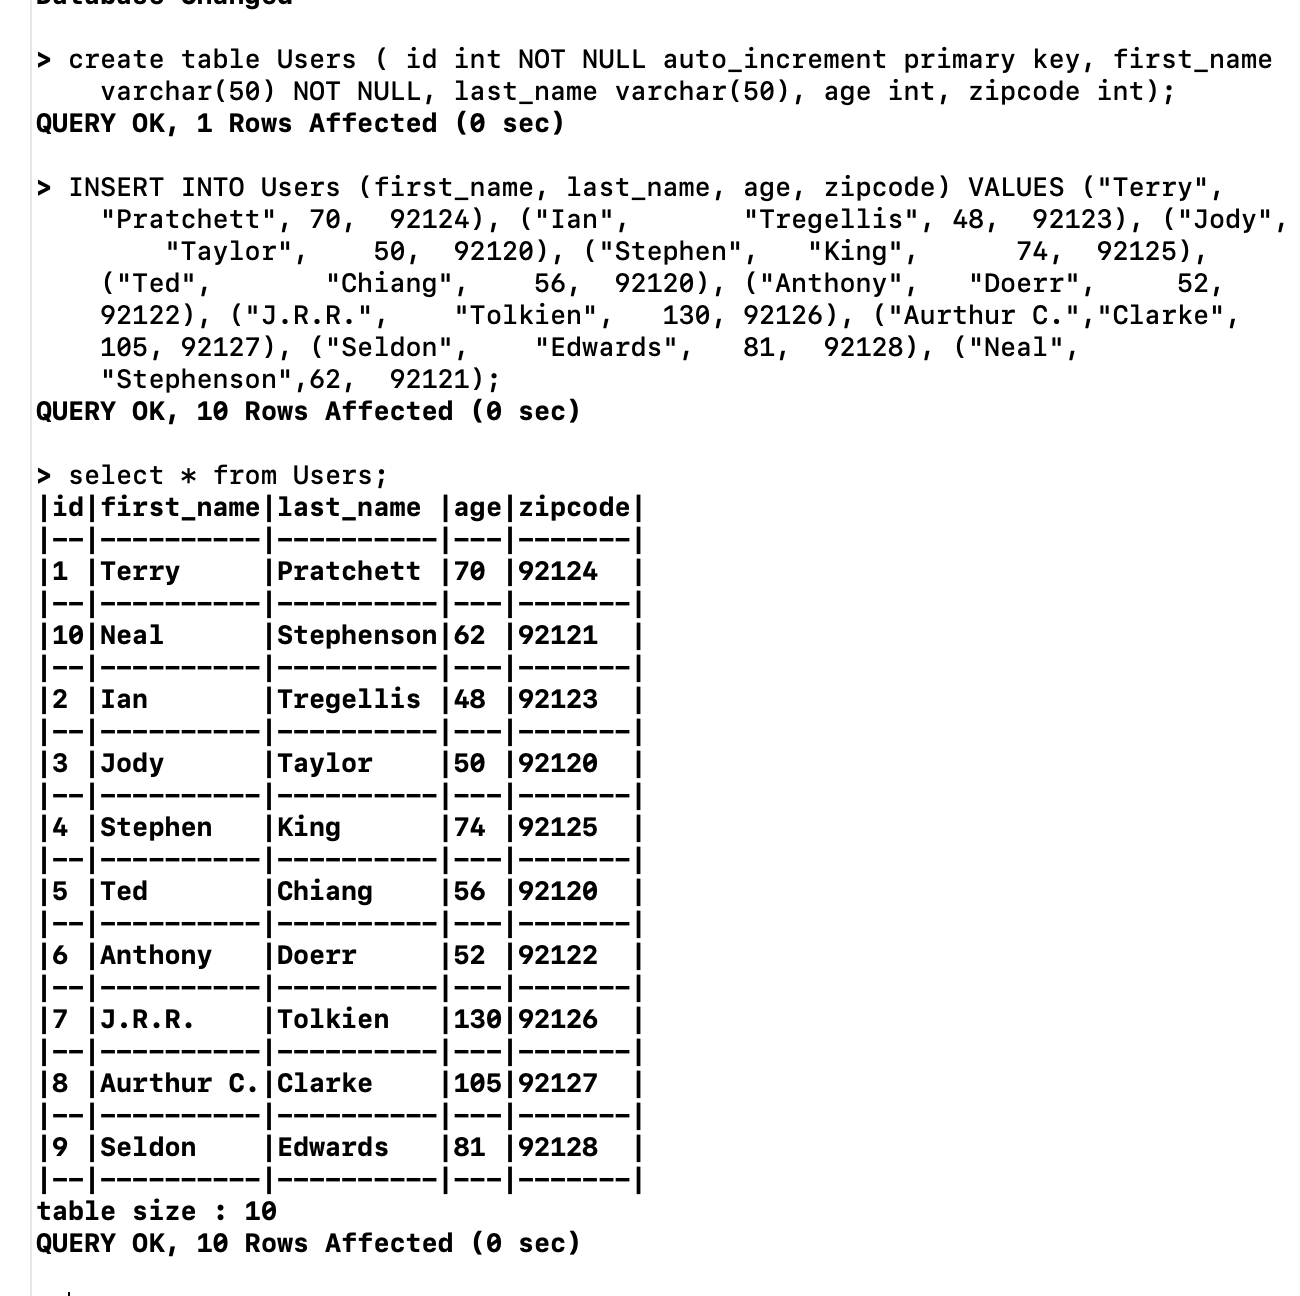 Database Changed
> create table Users ( id int NOT NULL auto_increment primary key, first_name
    varchar(50) NOT NULL, last_name varchar(50), age int, zipcode int);
QUERY OK, 1 Rows Affected (0 sec)
> INSERT INTO Users (first_name, last_name, age, zipcode) VALUES ("Terry",
    "Pratchett", 70,  92124), ("Ian",       "Tregellis", 48,  92123), ("Jody",
        "Taylor",    50,  92120), ("Stephen",   "King",      74,  92125),
    ("Ted",       "Chiang",    56,  92120), ("Anthony",   "Doerr",     52,
    92122), ("J.R.R.",    "Tolkien",   130, 92126), ("Aurthur C.","Clarke",
    105, 92127), ("Seldon",    "Edwards",   81,  92128), ("Neal",
    "Stephenson",62,  92121);
QUERY OK, 10 Rows Affected (0 sec)
> select * from Users;
|id|first_name|last_name |age|zipcode|
|--|----------|----------|---|-------|
|1 |Terry     |Pratchett |70 |92124  |
|--|----------|----------|---|-------|
|10|Neal      |Stephenson|62 |92121  |
|--|----------|----------|---|-------|
|2 |Ian       |Tregellis |48 |92123  |
|--|----------|----------|---|-------|
|3 |Jody      |Taylor    |50 |92120  |
|--|----------|----------|---|-------|
|4 |Stephen   |King      |74 |92125  |
|--|----------|----------|---|-------|
|5 |Ted       |Chiang    |56 |92120  |
|--|----------|----------|---|-------|
|6 |Anthony   |Doerr     |52 |92122  |
|--|----------|----------|---|-------|
|7 |J.R.R.    |Tolkien   |130|92126  |
|--|----------|----------|---|-------|
|8 |Aurthur C.|Clarke    |105|92127  |
|--|----------|----------|---|-------|
|9 |Seldon    |Edwards   |81 |92128  |
|--|----------|----------|---|-------|
table size : 10
QUERY OK, 10 Rows Affected (0 sec)